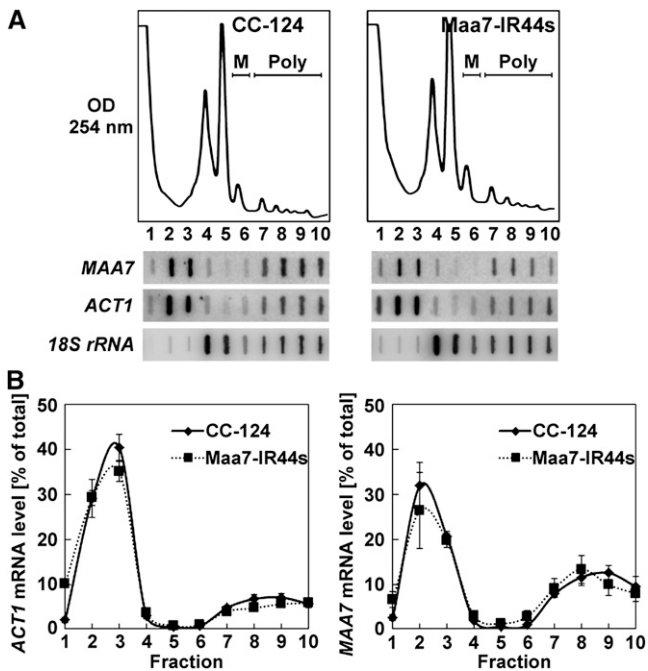 A
CC-124
Maa7-IR44s
M Poly
M Poly
OD
254 nm
1 2 3 4 5 6 7 8 9 10
1 2 3 4 5 6 7 8 9 10
MAA7
ACT1
18S rRNA
B
ACT1 mRNA level [% of total]
50
40
30
20
10
0
CC-124
Maa7-IR44s
1 2 3 4 5 6 7 8 9 10
Fraction
MAA7 mRNA level [% of total]
50
40
30
20
10
0
CC-124
Maa7-IR44s
1 2 3 4 5 6 7 8 9 10
Fraction